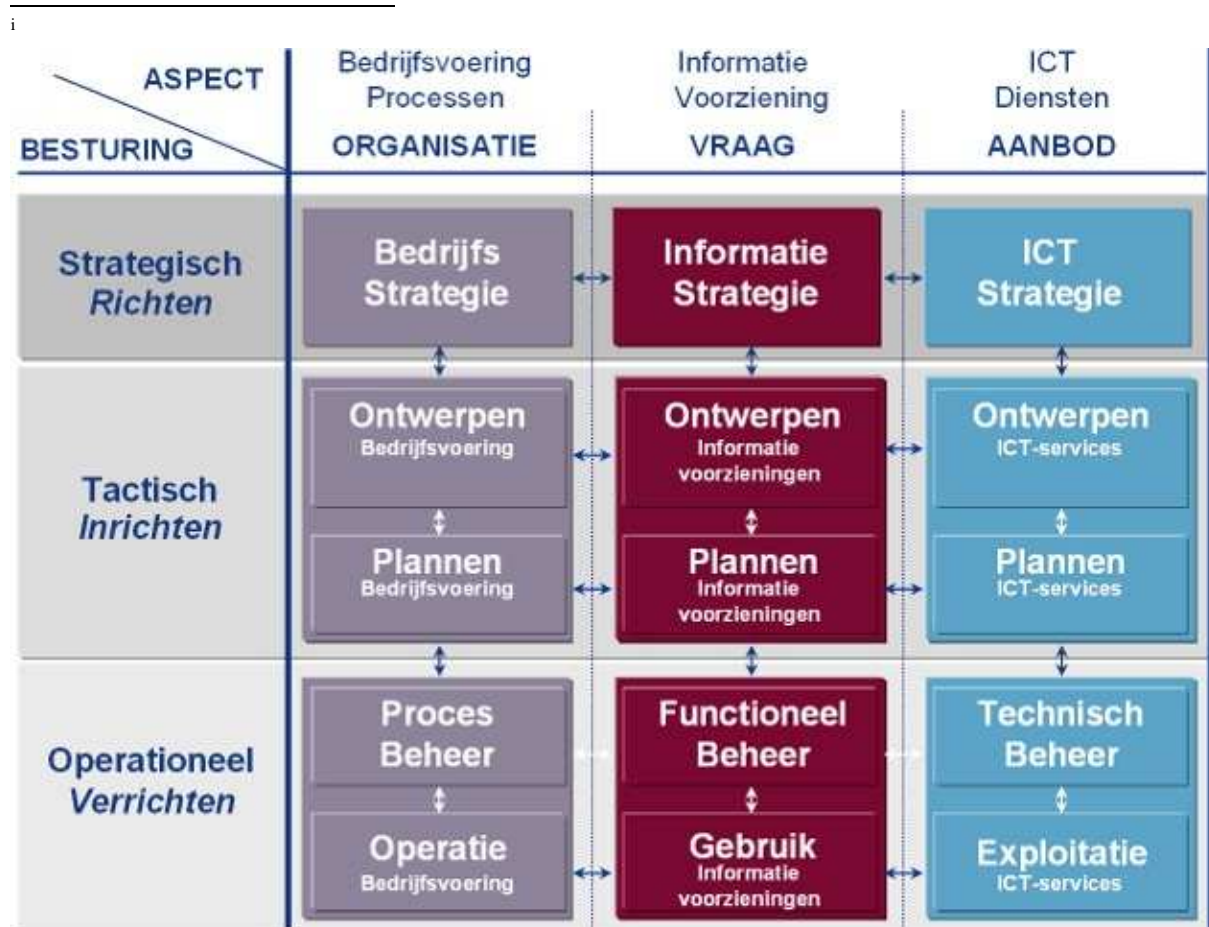 i
ASPECT
BESTURING
Bedrijfsvoering
Processen
ORGANISATIE
Informatie
Voorziening
VRAAG
ICT
Diensten
AANBOD
Strategisch
Richten
Bedrijfs
Strategie
Informatie
Strategie
ICT
Strategie
Tactisch
Inrichten
Ontwerpen
Bedrijfsvoering
Ontwerpen
Informatie
voorzieningen
Ontwerpen
ICT-services
Plannen
Bedrijfsvoering
Plannen
Informatie
voorzieningen
Plannen
ICT-services
Operationeel
Verrichten
Proces
Beheer
Functioneel
Beheer
Technisch
Beheer
Operatie
Bedrijfsvoering
Gebruik
Informatie
voorzieningen
Exploitatie
ICT-services